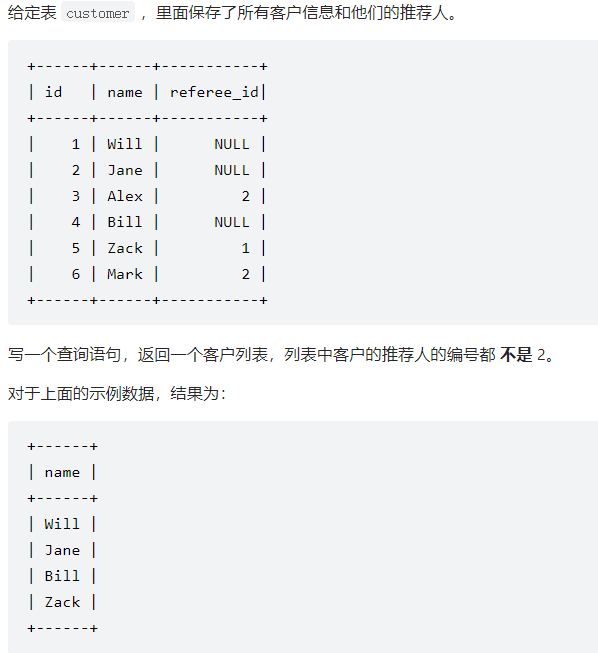 给定表 customer ，里面保存了所有客户信息和他们的推荐人。
+------+------+-----------+
| id   | name | referee_id|
+------+------+-----------+
|    1 | Will |      NULL |
|    2 | Jane |      NULL |
|    3 | Alex |         2 |
|    4 | Bill |      NULL |
|    5 | Zack |         1 |
|    6 | Mark |         2 |
+------+------+-----------+
写一个查询语句，返回一个客户列表，列表中客户的推荐人的编号都 不是 2。
对于上面的示例数据，结果为：
+------+
| name |
+------+
| Will |
| Jane |
| Bill |
| Zack |
+------+